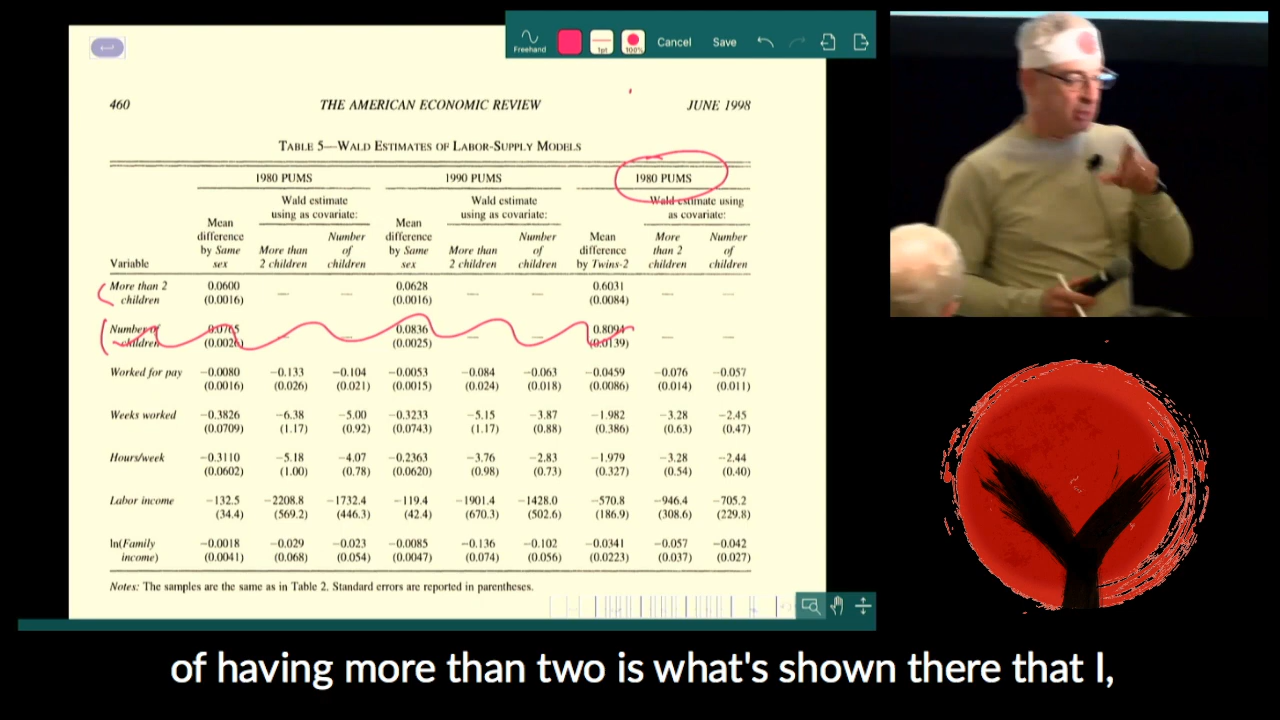 Freehand 1pt 100% Cancel Save
460 THE AMERICAN ECONOMIC REVIEW JUNE 1998
TABLE 5—WALD ESTIMATES OF LABOR-SUPPLY MODELS
1980 PUMS 1990 PUMS 1980 PUMS
Wald estimate Wald estimate Wald estimate using
Mean using as covariate: Mean using as covariate: as covariate:
difference Number difference Number Mean More Number
by Same More than of by Same More than of difference than 2 of
Variable sex 2 children children sex 2 children children by Twins-2 children children
More than 2 0.0600 — — 0.0628 — — 0.6031 — —
children (0.0016) (0.0016) (0.0084)
Number of 0.0765 — — 0.0836 — — 0.8094 — —
children (0.0026) (0.0025) (0.0139)
Worked for pay −0.0080 −0.133 −0.104 −0.0053 −0.084 −0.063 −0.0459 −0.076 −0.057
(0.0016) (0.026) (0.021) (0.0015) (0.024) (0.018) (0.0086) (0.014) (0.011)
Weeks worked −0.3826 −6.38 −5.00 −0.3233 −5.15 −3.87 −1.982 −3.28 −2.45
(0.0709) (1.17) (0.92) (0.0743) (1.17) (0.88) (0.386) (0.63) (0.47)
Hours/week −0.3110 −5.18 −4.07 −0.2363 −3.76 −2.83 −1.979 −3.28 −2.44
(0.0602) (1.00) (0.78) (0.0620) (0.98) (0.73) (0.327) (0.54) (0.40)
Labor income −132.5 −2208.8 −1732.4 −119.4 −1901.4 −1428.0 −570.8 −946.4 −705.2
(34.4) (569.2) (446.3) (42.4) (670.3) (502.6) (186.9) (308.6) (229.8)
ln(Family −0.0018 −0.029 −0.023 −0.0085 −0.136 −0.102 −0.0341 −0.057 −0.042
income) (0.0041) (0.068) (0.054) (0.0047) (0.074) (0.056) (0.0223) (0.037) (0.027)
Notes: The samples are the same as in Table 2. Standard errors are reported in parentheses.
of having more than two is what's shown there that I,